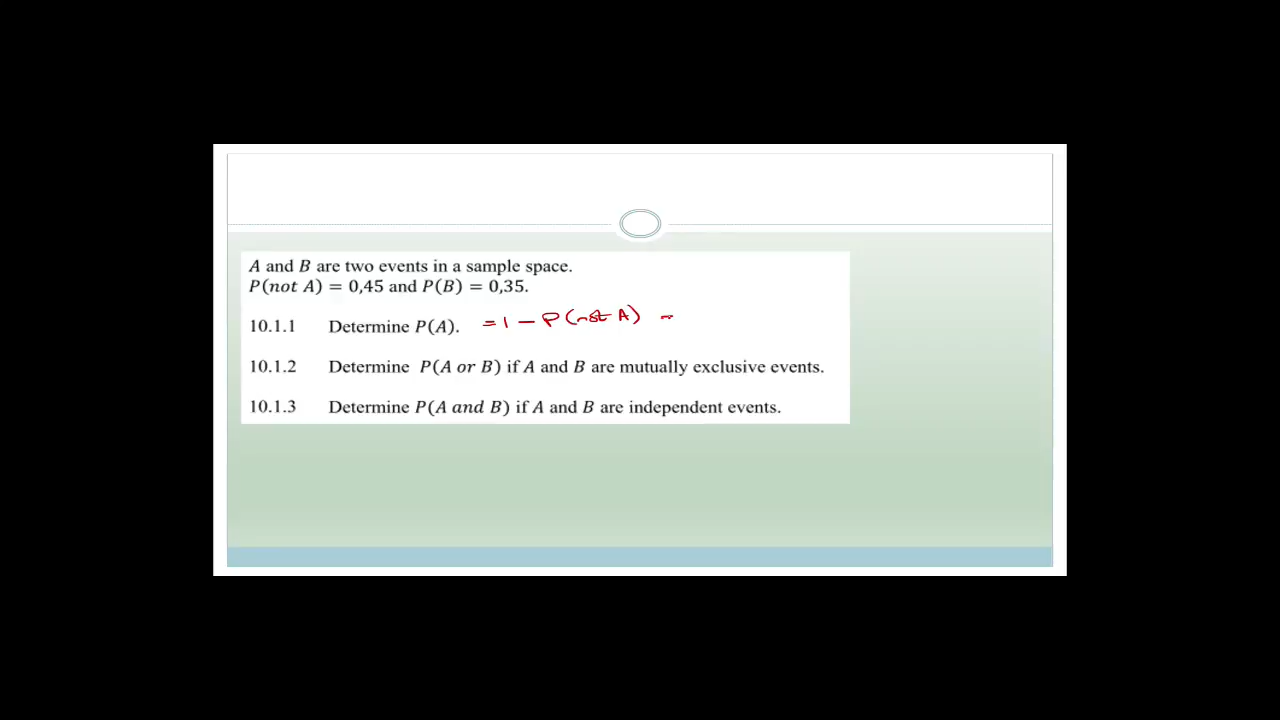 A and B are two events in a sample space.
P(not A) = 0,45 and P(B) = 0,35.
10.1.1 Determine P(A). = 1 − P(not A) =
10.1.2 Determine P(A or B) if A and B are mutually exclusive events.
10.1.3 Determine P(A and B) if A and B are independent events.